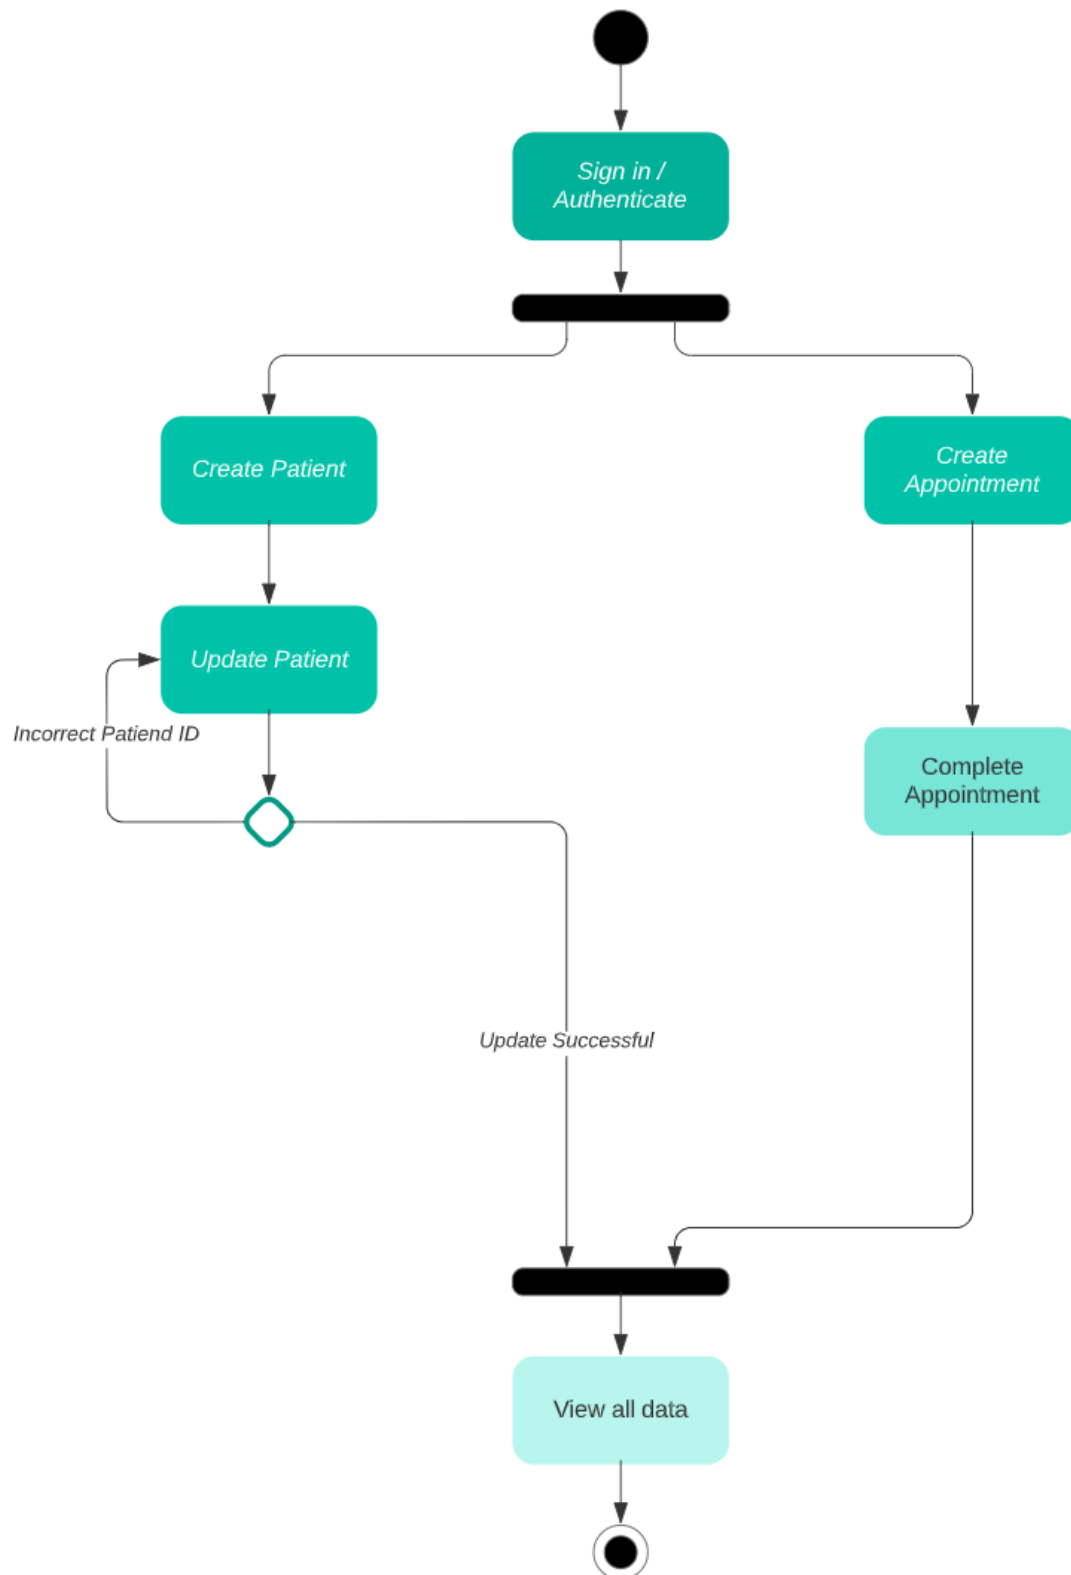 Sign in /
Authenticate
Create Patient
Create
Appointment
Update Patient
Incorrect Patiend ID
Complete
Appointment
Update Successful
View all data